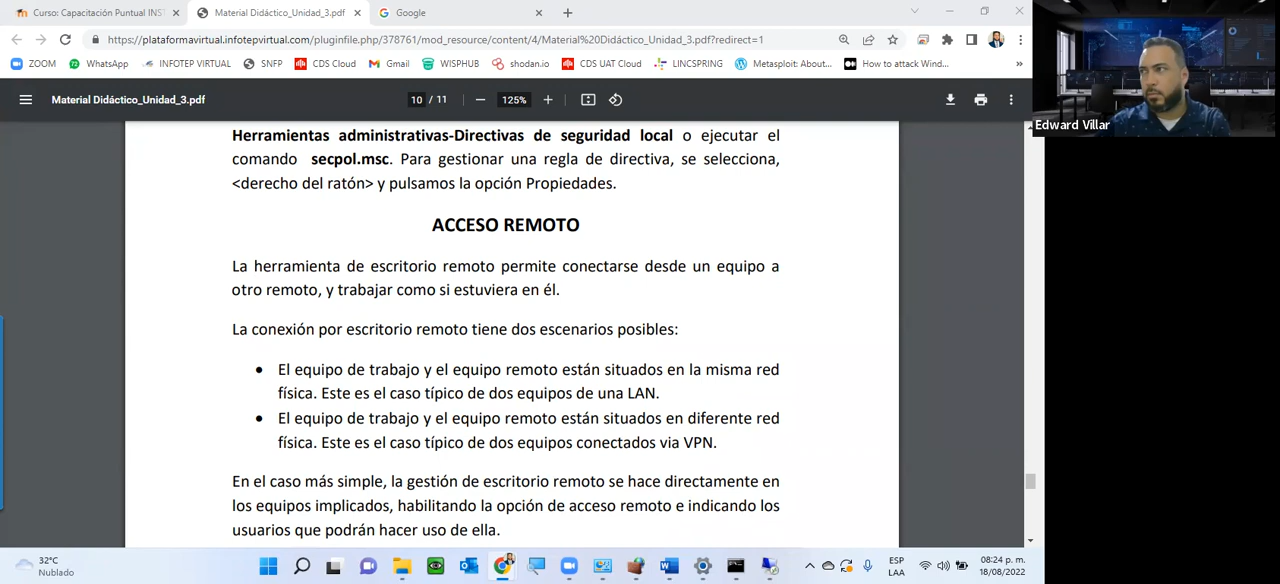 Curso: Capacitación Puntual INST
Material Didáctico_Unidad_3.pdf
Google
https://plataformavirtual.infotepvirtual.com/pluginfile.php/378761/mod_resource/content/4/Material%20Didáctico_Unidad_3.pdf?redirect=1
ZOOM WhatsApp INFOTEP VIRTUAL SNFP CDS Cloud Gmail WISPHUB shodan.io CDS UAT Cloud LINCSPRING Metasploit: About... How to attack Wind... »
Material Didáctico_Unidad_3.pdf 10 / 11 125%
Edward Villar
Herramientas administrativas-Directivas de seguridad local o ejecutar el
comando secpol.msc. Para gestionar una regla de directiva, se selecciona,
<derecho del ratón> y pulsamos la opción Propiedades.
ACCESO REMOTO
La herramienta de escritorio remoto permite conectarse desde un equipo a
otro remoto, y trabajar como si estuviera en él.
La conexión por escritorio remoto tiene dos escenarios posibles:
• El equipo de trabajo y el equipo remoto están situados en la misma red
física. Este es el caso típico de dos equipos de una LAN.
• El equipo de trabajo y el equipo remoto están situados en diferente red
física. Este es el caso típico de dos equipos conectados via VPN.
En el caso más simple, la gestión de escritorio remoto se hace directamente en
los equipos implicados, habilitando la opción de acceso remoto e indicando los
usuarios que podrán hacer uso de ella.
32°C
Nublado
ESP
LAA
08:24 p. m.
18/08/2022